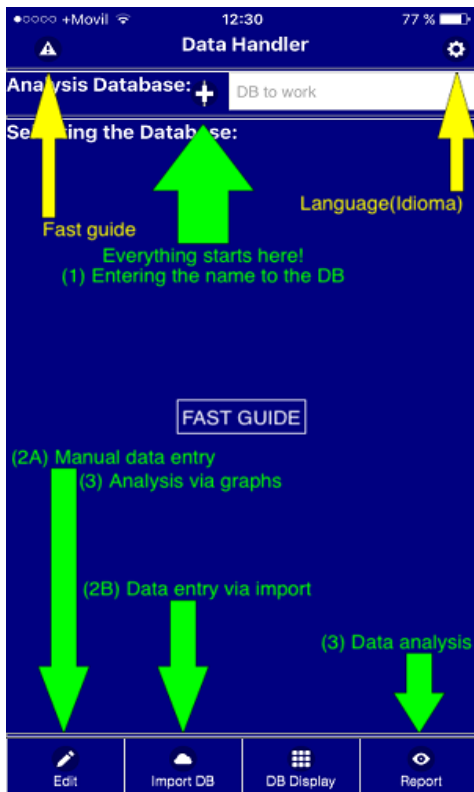 +Movil 12:30 77 %
Data Handler
Analysis Database: DB to work
Selecting the Database:
Fast guide
Language(Idioma)
Everything starts here!
(1) Entering the name to the DB
FAST GUIDE
(2A) Manual data entry
(3) Analysis via graphs
(2B) Data entry via import
(3) Data analysis
Edit Import DB DB Display Report